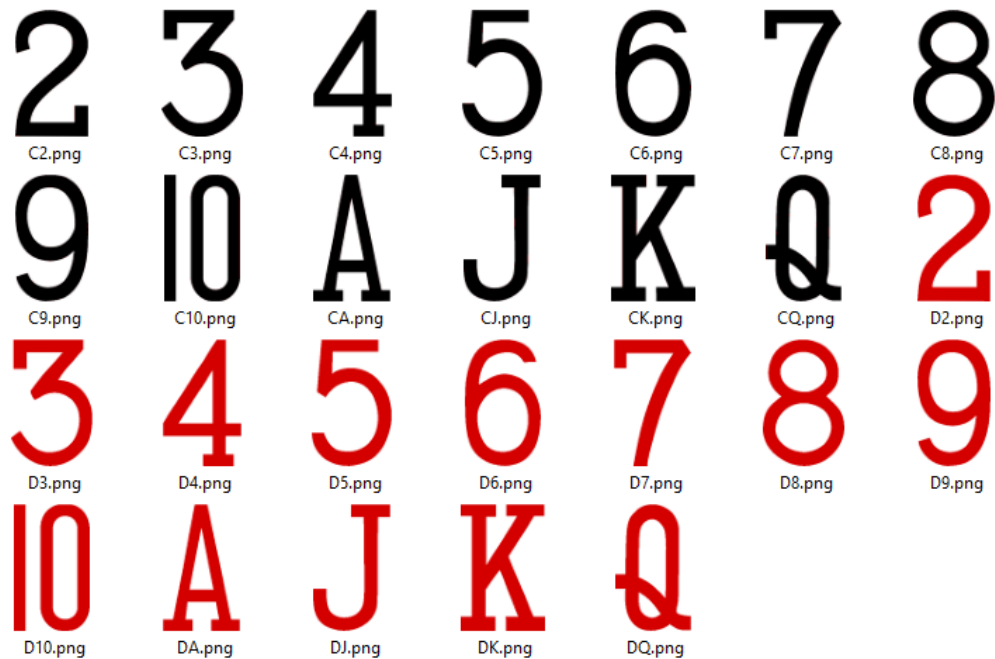 2 3 4 5 6 7 8
C2.png C3.png C4.png C5.png C6.png C7.png C8.png
9 10 A J K Q 2
C9.png C10.png CA.png CJ.png CK.png CQ.png D2.png
3 4 5 6 7 8 9
D3.png D4.png D5.png D6.png D7.png D8.png D9.png
10 A J K Q
D10.png DA.png DJ.png DK.png DQ.png